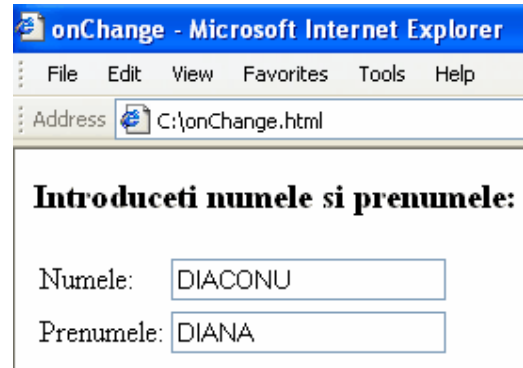 onChange - Microsoft Internet Explorer
File Edit View Favorites Tools Help
Address C:\onChange.html
Introduceti numele si prenumele:
Numele: DIACONU
Prenumele: DIANA